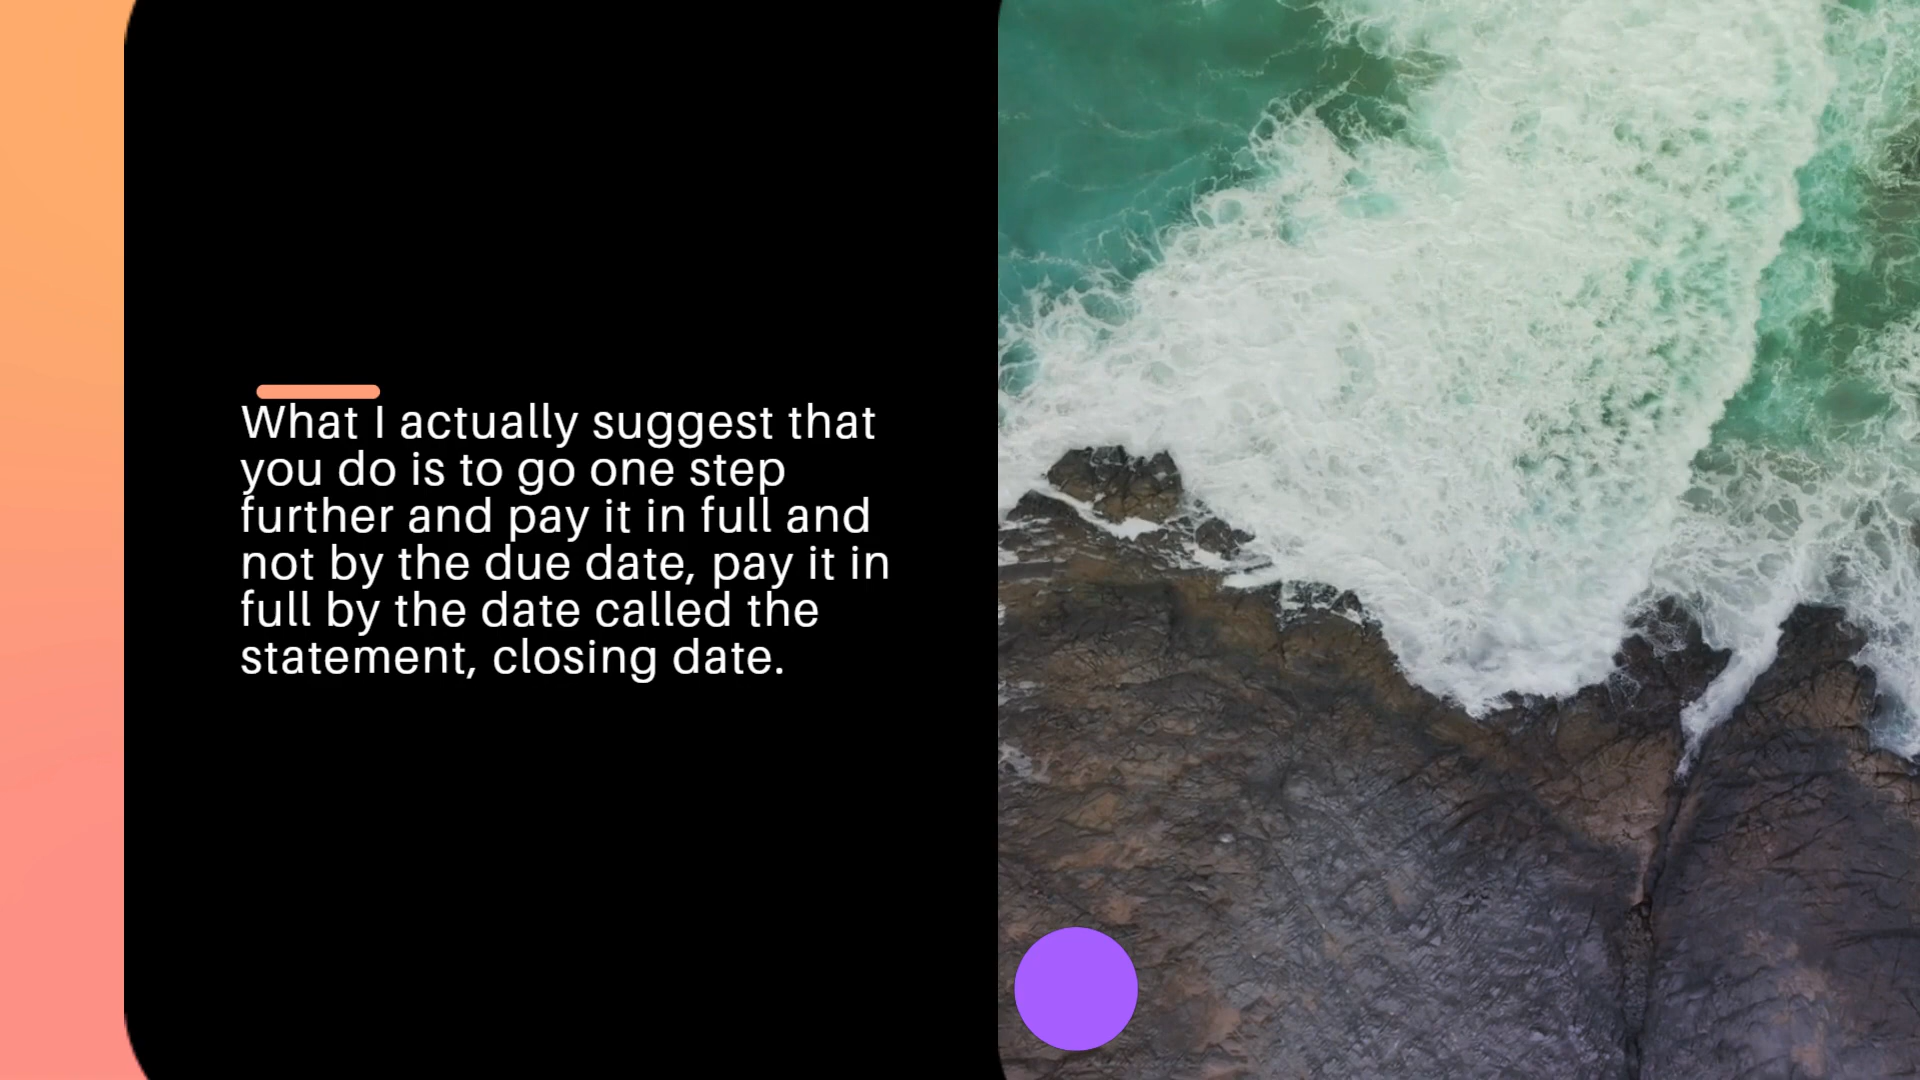 What I actually suggest that
you do is to go one step
further and pay it in full and
not by the due date, pay it in
full by the date called the
statement, closing date.